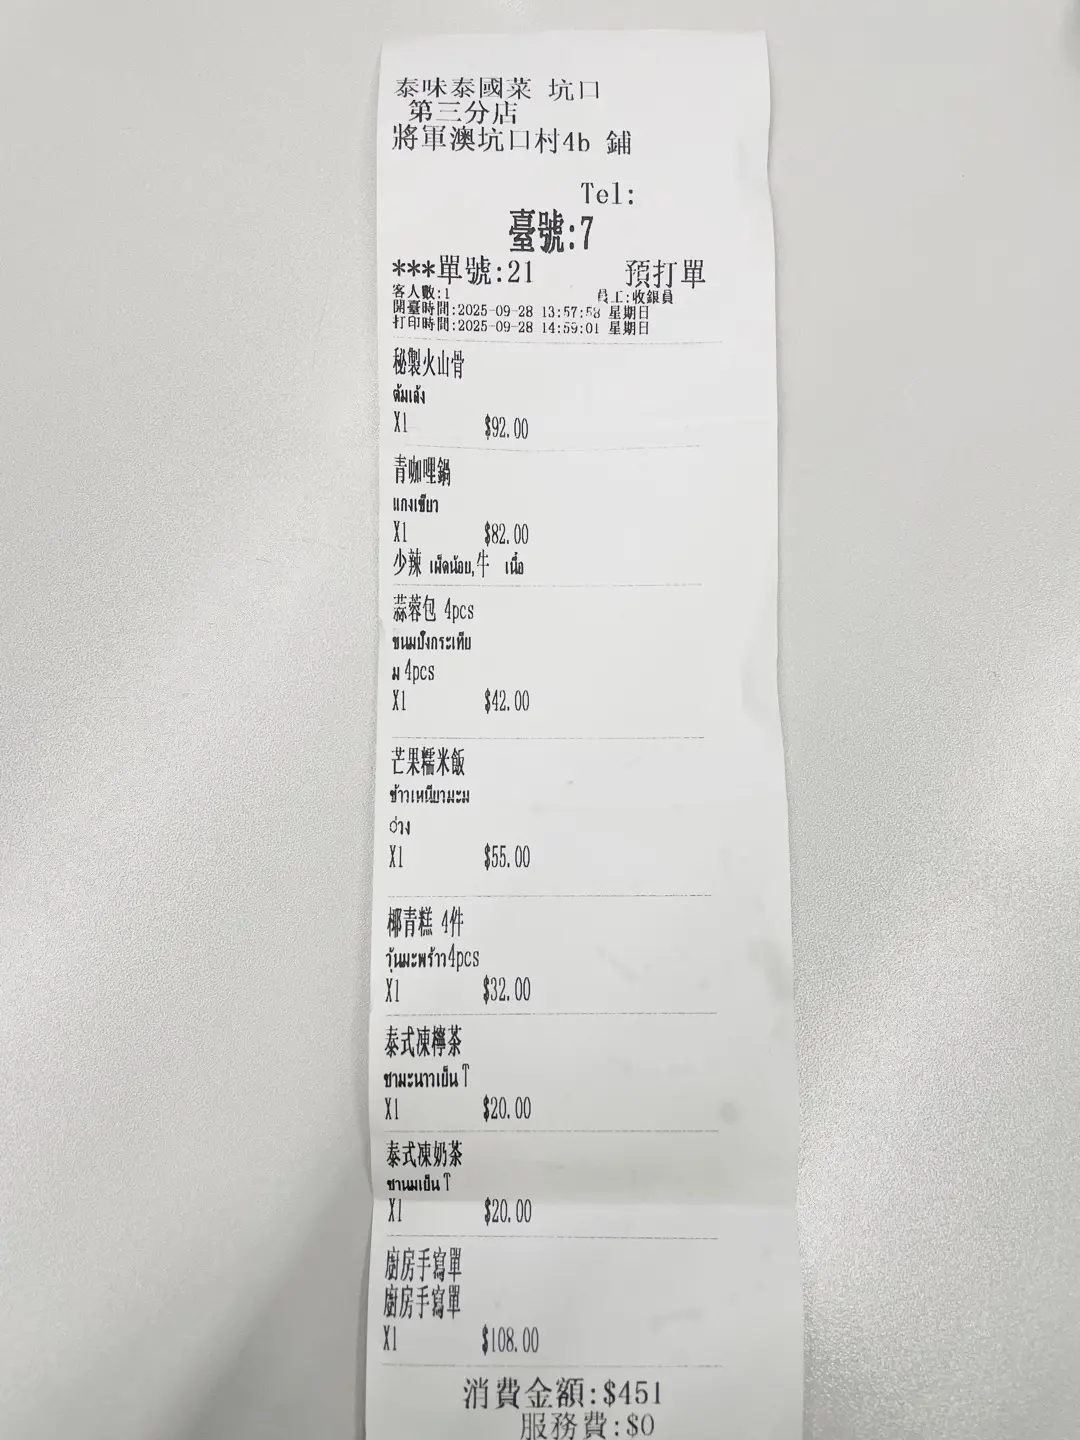 泰味泰國菜 坑口
第三分店
將軍澳坑口村4b 鋪
Tel:
臺號:7
***單號:21 預打單
客人數:1 員工:收銀員
開臺時間:2025-09-28 13:57:58 星期日
打印時間:2025-09-28 14:59:01 星期日
秘製火山骨
ต้มเล้ง
X1 $92.00
青咖哩鍋
แกงเขียว
X1 $82.00
少辣 เผ็ดน้อย,牛 เนื้อ
蒜蓉包 4pcs
ขนมปังกระเทีย
ม 4pcs
X1 $42.00
芒果糯米飯
ข้าวเหนียวมะม
่วง
X1 $55.00
椰青糕 4件
วุ้นมะพร้าว4pcs
X1 $32.00
泰式凍檸茶
ชามะนาวเย็น T
X1 $20.00
泰式凍奶茶
ชานมเย็น T
X1 $20.00
廚房手寫單
廚房手寫單
X1 $108.00
消費金額:$451
服務費:$0